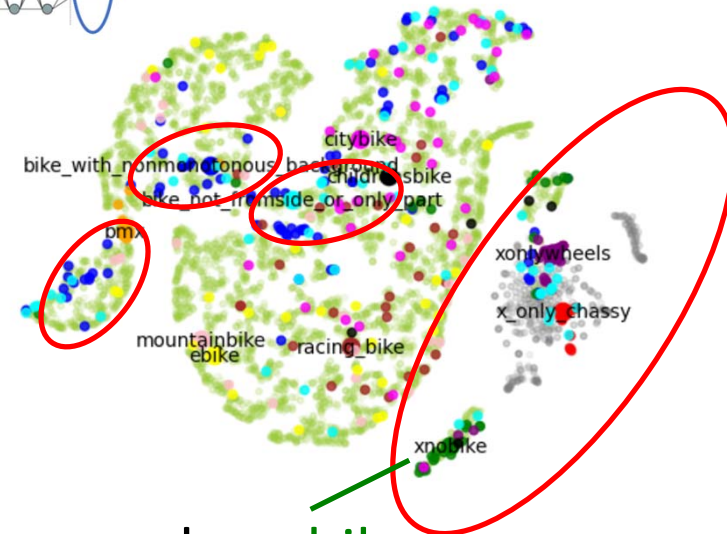 citybike
bike_with_nonmonotonous_background
childrensbike
bike_not_fromside_or_only_part
bmx
xonlywheels
x_only_chassy
mountainbike
racing_bike
ebike
xnobike